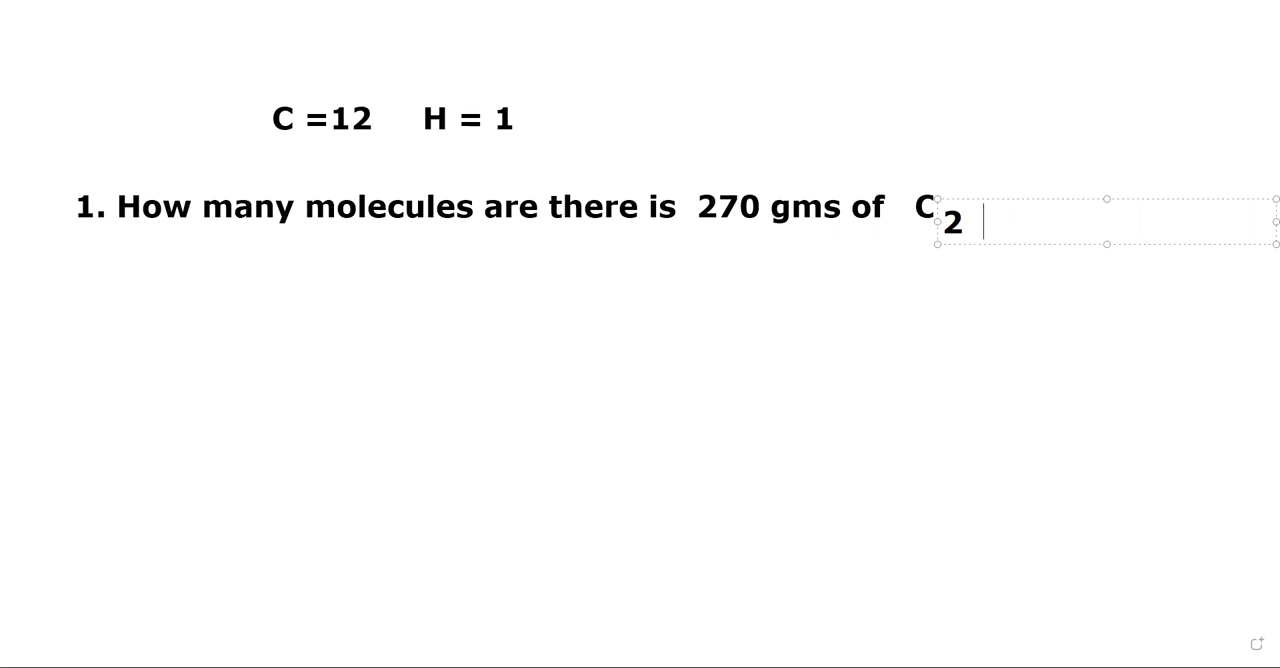 C =12 H = 1
1. How many molecules are there is 270 gms of C2